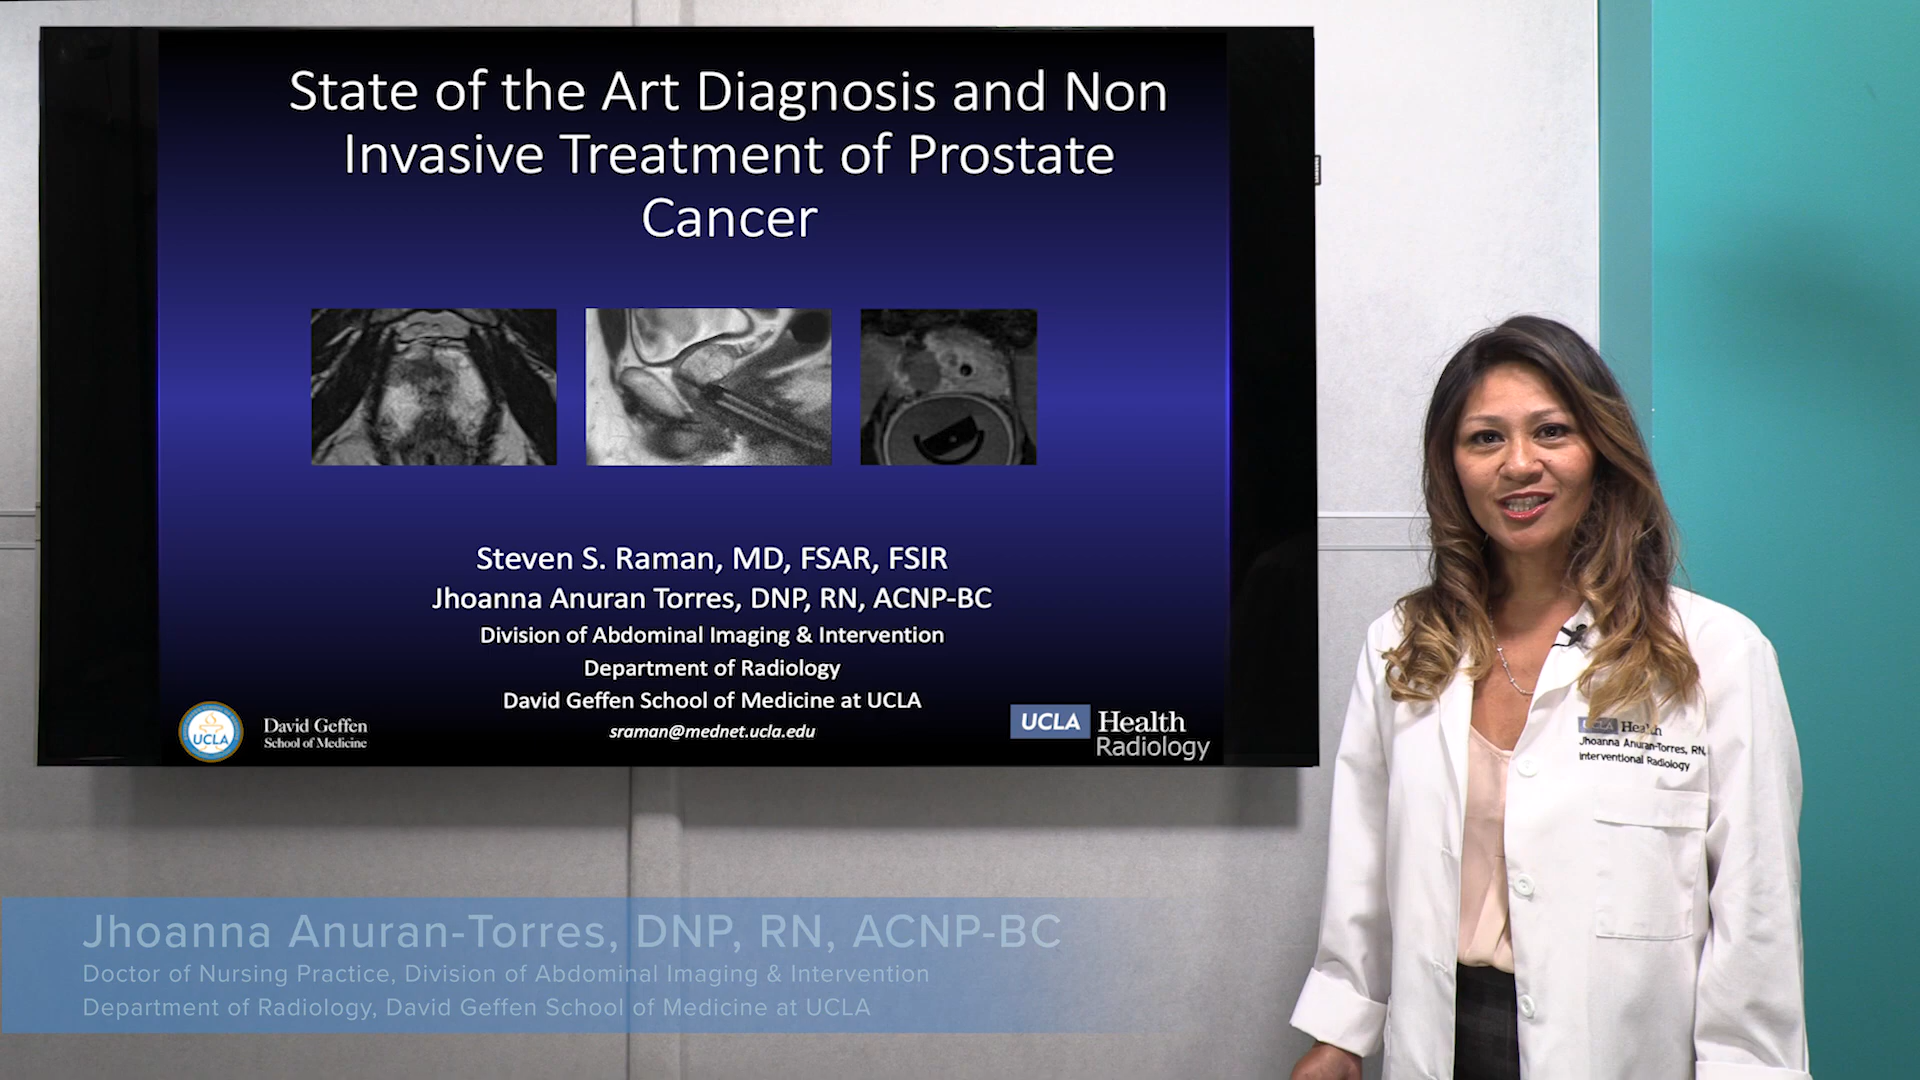 State of the Art Diagnosis and Non
Invasive Treatment of Prostate
Cancer
Steven S. Raman, MD, FSAR, FSIR
Jhoanna Anuran Torres, DNP, RN, ACNP-BC
Division of Abdominal Imaging & Intervention
Department of Radiology
David Geffen School of Medicine at UCLA
sraman@mednet.ucla.edu
UCLA
David Geffen
School of Medicine
UCLA Health
Radiology
UCLA Health
Jhoanna Anuran-Torres, RN,
Interventional Radiology
Jhoanna Anuran-Torres, DNP, RN, ACNP-BC
Doctor of Nursing Practice, Division of Abdominal Imaging & Intervention
Department of Radiology, David Geffen School of Medicine at UCLA